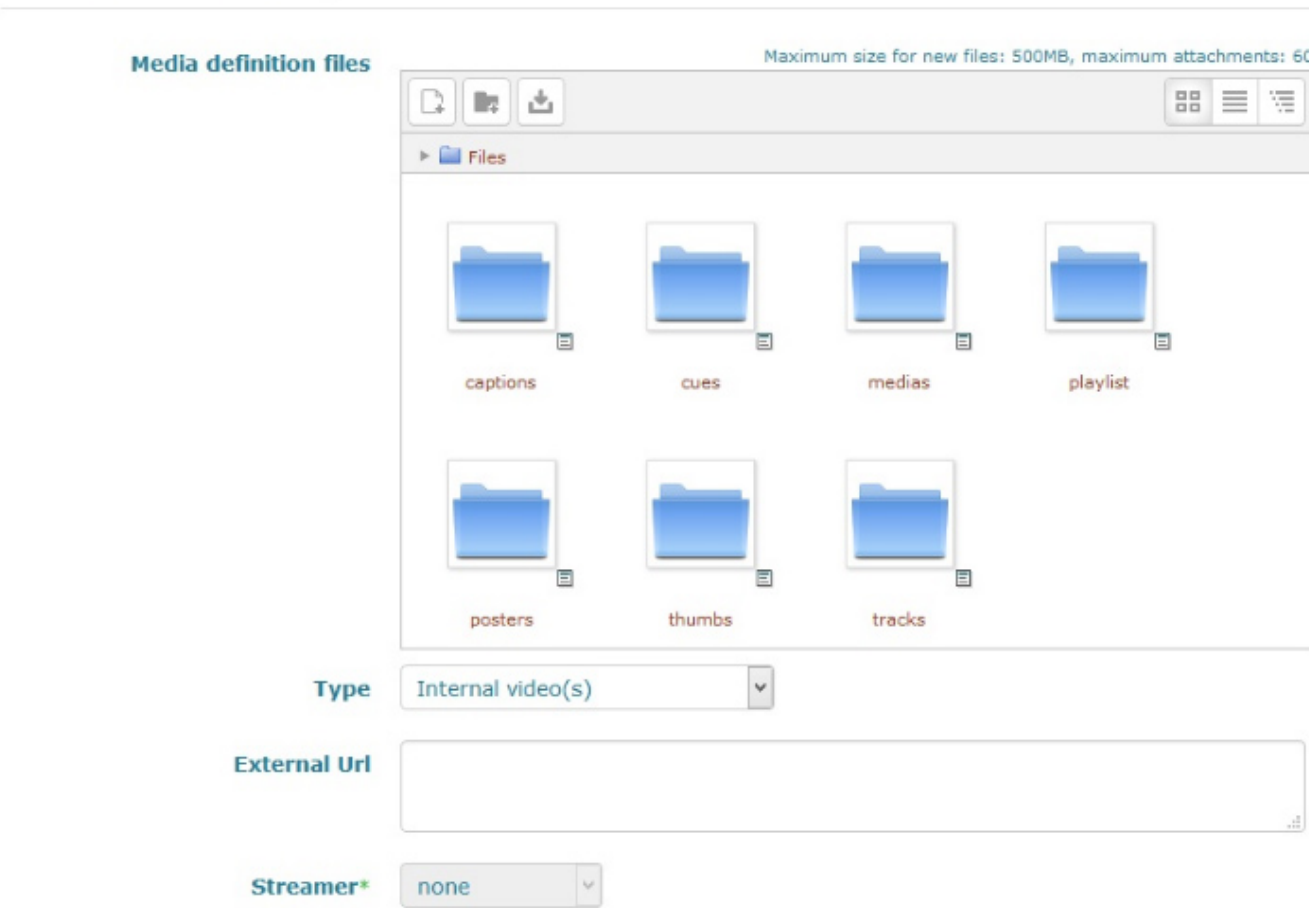 Media definition files
Maximum size for new files: 500MB, maximum attachments: 60
Files
captions cues medias playlist
posters thumbs tracks
Type Internal video(s)
External Url
Streamer* none